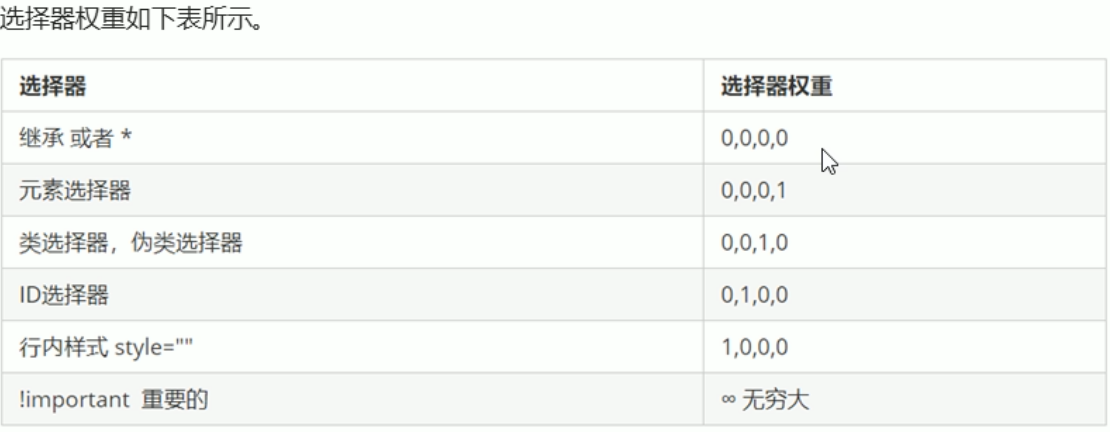 选择器权重如下表所示。
选择器 选择器权重
继承 或者 * 0,0,0,0
元素选择器 0,0,0,1
类选择器，伪类选择器 0,0,1,0
ID选择器 0,1,0,0
行内样式 style="" 1,0,0,0
!important 重要的 ∞ 无穷大